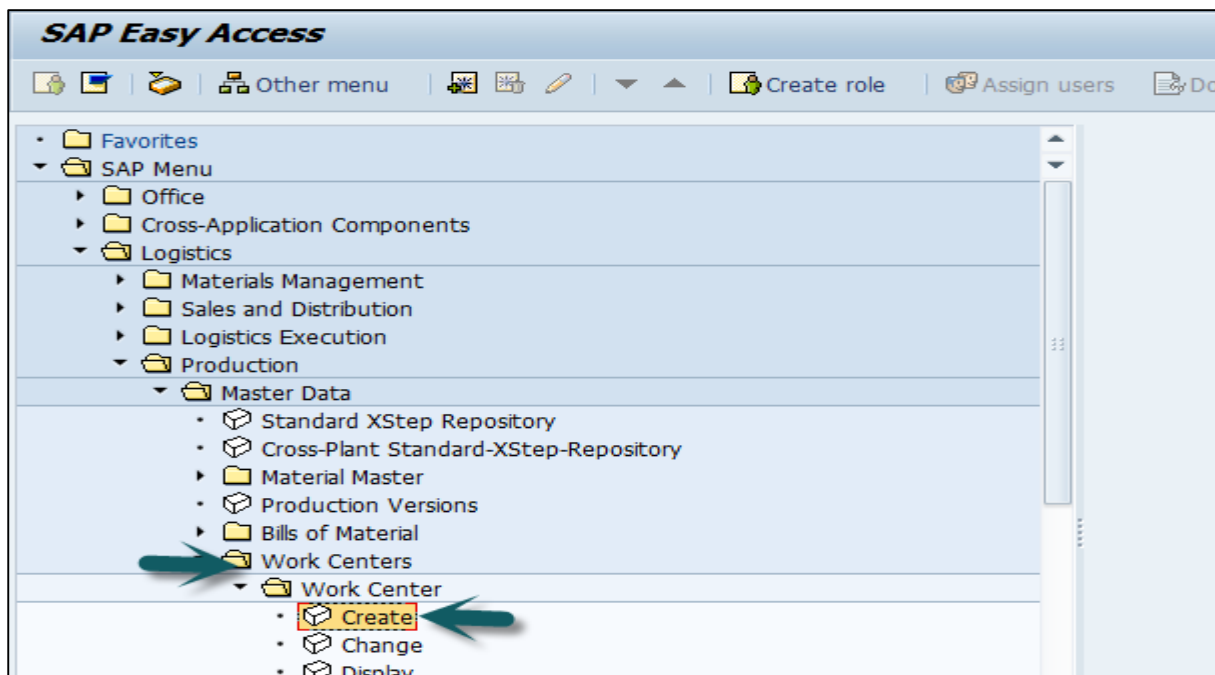 SAP Easy Access
Other menu Create role Assign users Do
Favorites
SAP Menu
Office
Cross-Application Components
Logistics
Materials Management
Sales and Distribution
Logistics Execution
Production
Master Data
Standard XStep Repository
Cross-Plant Standard-XStep-Repository
Material Master
Production Versions
Bills of Material
Work Centers
Work Center
Create
Change
Display